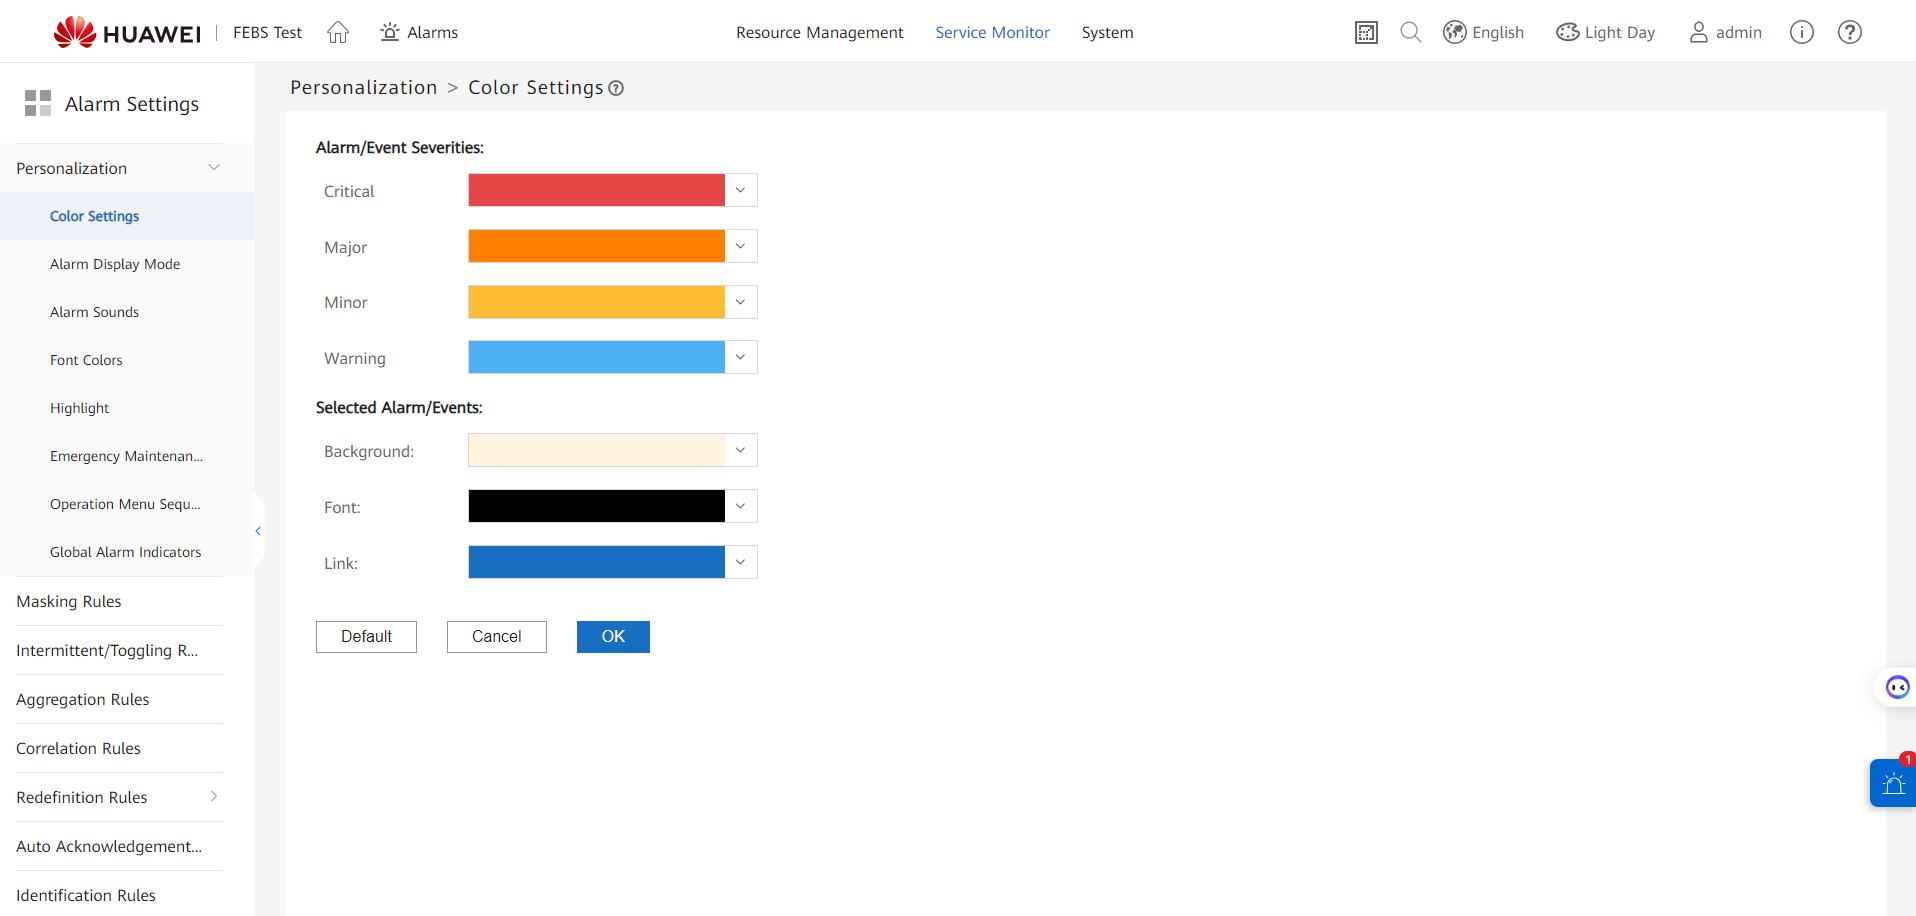 HUAWEI FEBS Test Alarms Resource Management Service Monitor System English Light Day admin
Alarm Settings
Personalization
Color Settings
Alarm Display Mode
Alarm Sounds
Font Colors
Highlight
Emergency Maintenan...
Operation Menu Sequ...
Global Alarm Indicators
Masking Rules
Intermittent/Toggling R...
Aggregation Rules
Correlation Rules
Redefinition Rules
Auto Acknowledgement...
Identification Rules
Personalization > Color Settings
Alarm/Event Severities:
Critical
Major
Minor
Warning
Selected Alarm/Events:
Background:
Font:
Link:
Default Cancel OK
1